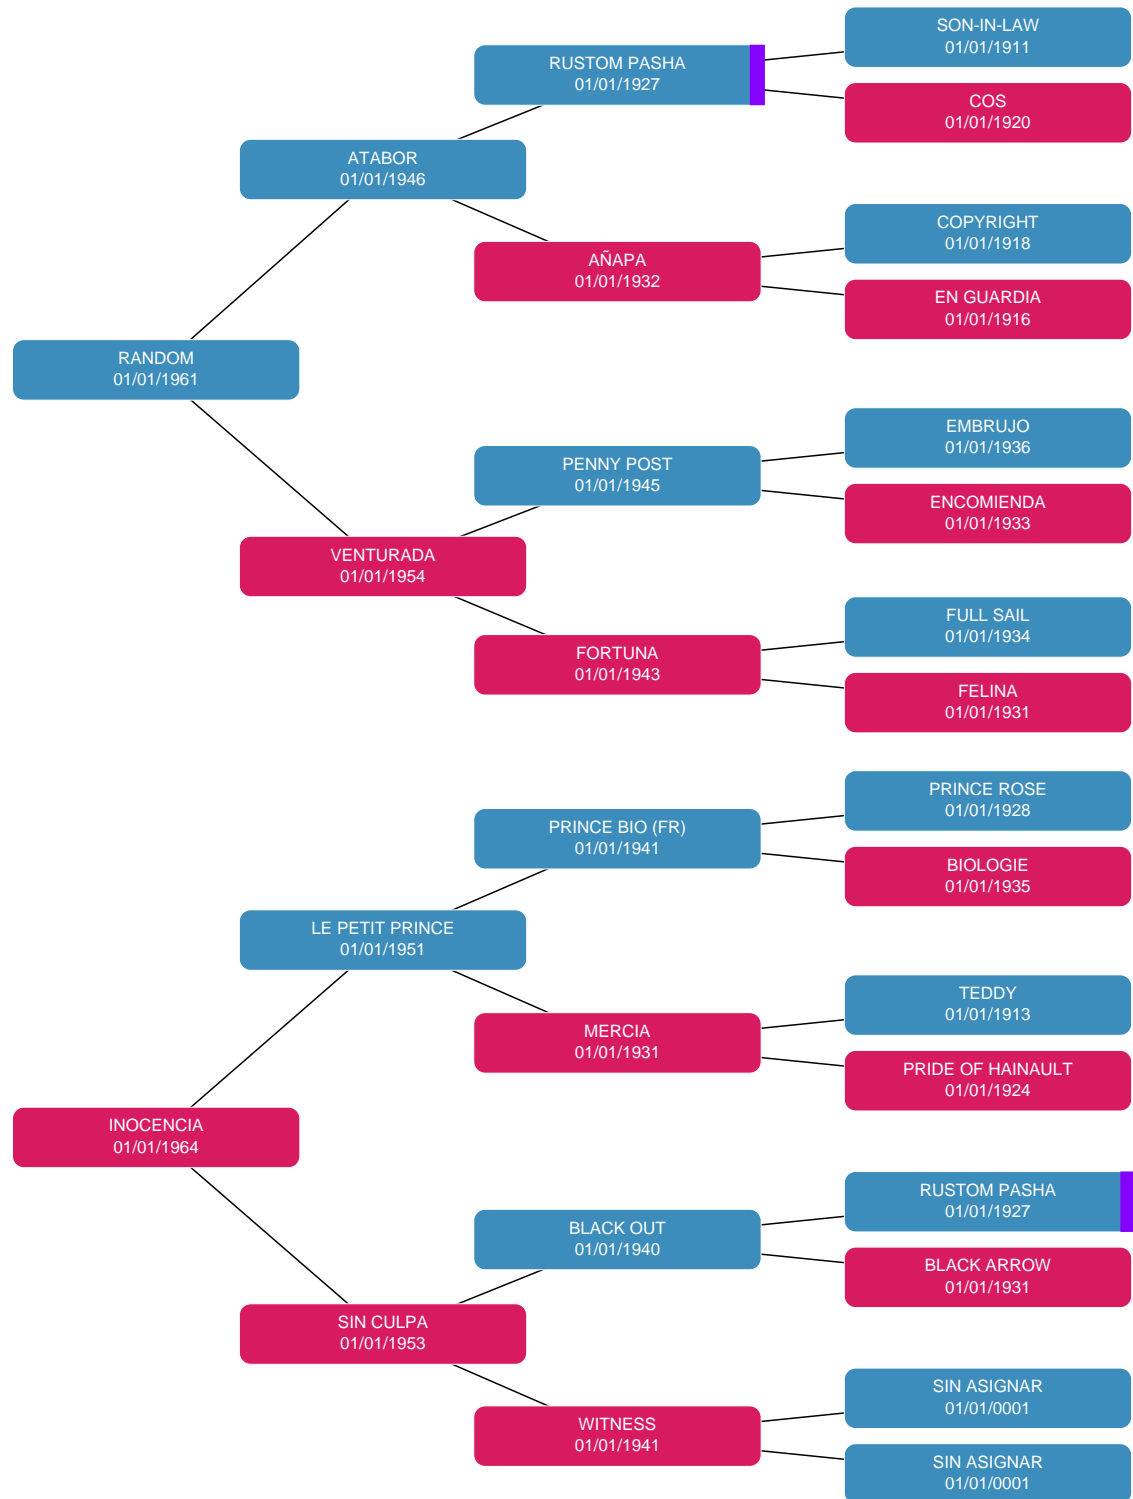 SON-IN-LAW
01/01/1911
RUSTOM PASHA
01/01/1927
COS
01/01/1920
ATABOR
01/01/1946
COPYRIGHT
01/01/1918
AÑAPA
01/01/1932
EN GUARDIA
01/01/1916
RANDOM
01/01/1961
EMBRUJO
01/01/1936
PENNY POST
01/01/1945
ENCOMIENDA
01/01/1933
VENTURADA
01/01/1954
FULL SAIL
01/01/1934
FORTUNA
01/01/1943
FELINA
01/01/1931
PRINCE ROSE
01/01/1928
PRINCE BIO (FR)
01/01/1941
BIOLOGIE
01/01/1935
LE PETIT PRINCE
01/01/1951
TEDDY
01/01/1913
MERCIA
01/01/1931
PRIDE OF HAINAULT
01/01/1924
INOCENCIA
01/01/1964
RUSTOM PASHA
01/01/1927
BLACK OUT
01/01/1940
BLACK ARROW
01/01/1931
SIN CULPA
01/01/1953
SIN ASIGNAR
01/01/0001
WITNESS
01/01/1941
SIN ASIGNAR
01/01/0001